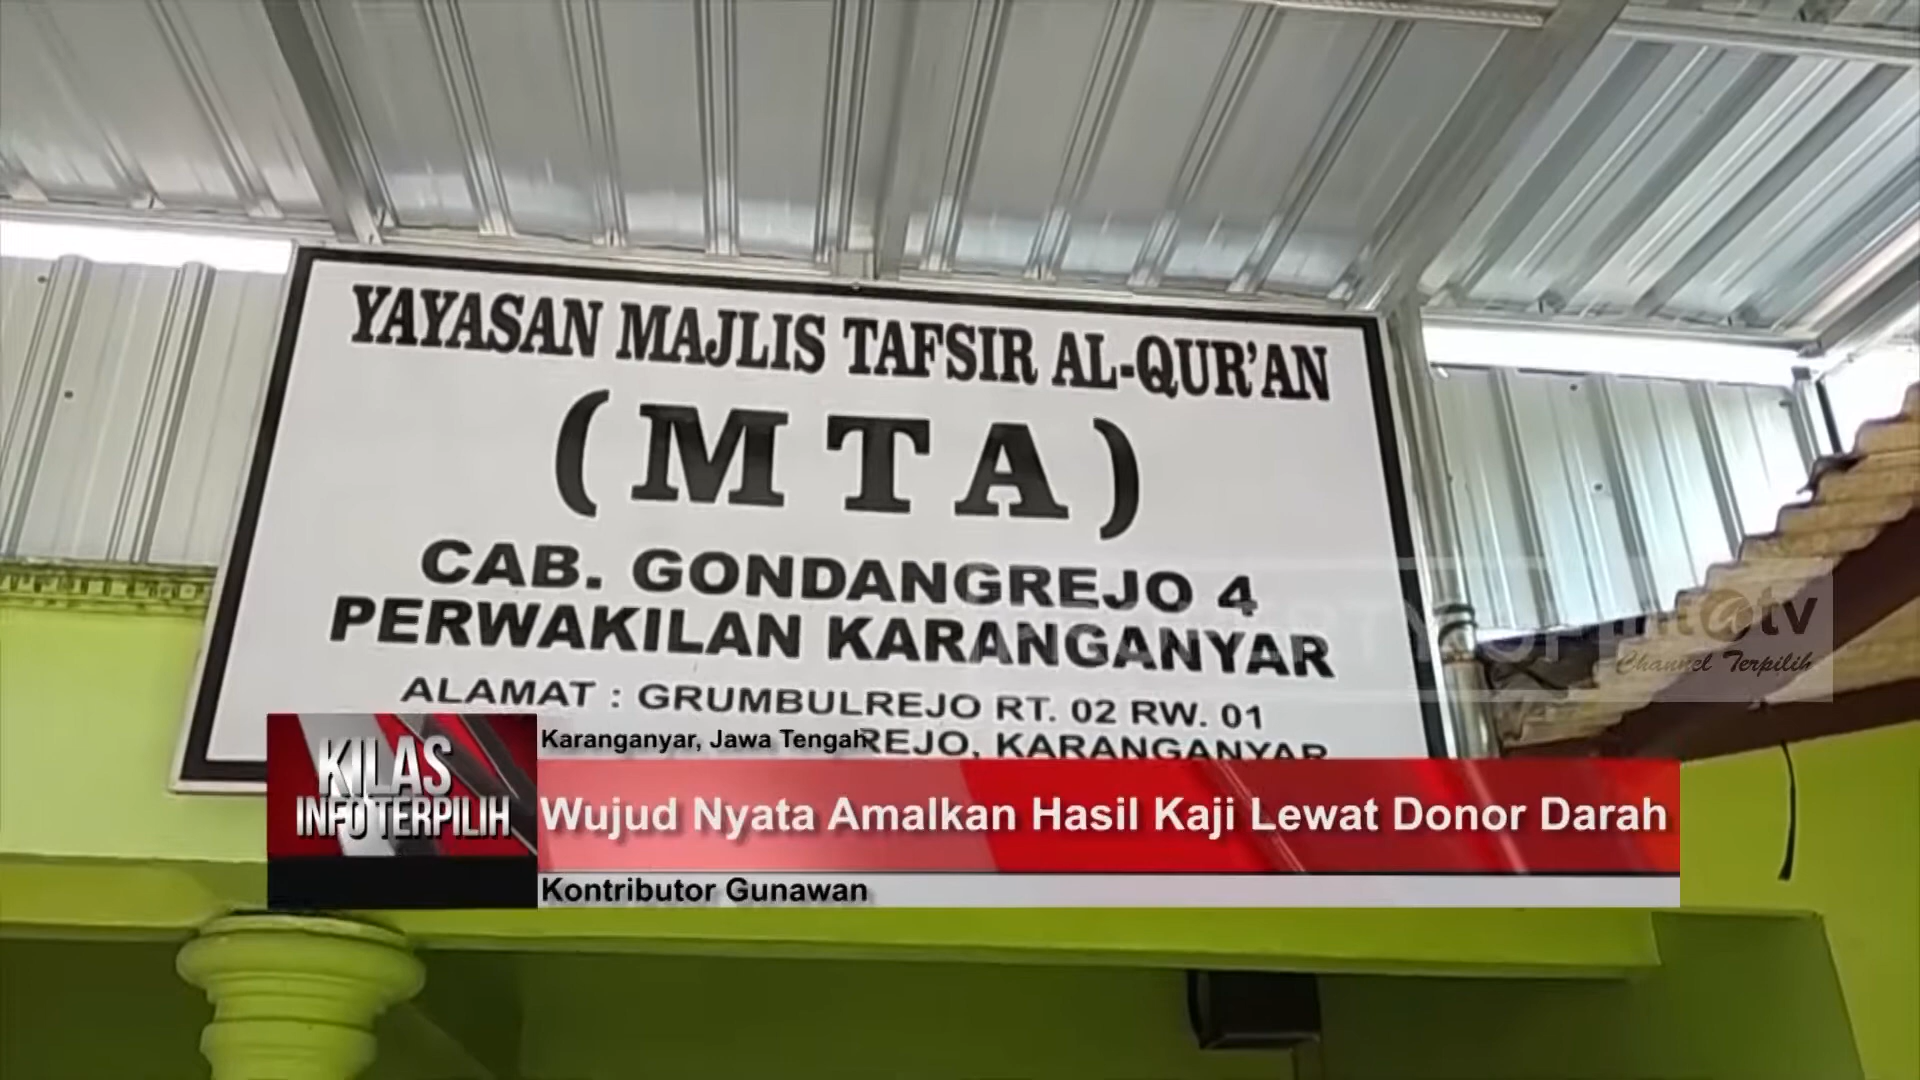 YAYASAN MAJLIS TAFSIR AL-QUR'AN
(MTA)
CAB. GONDANGREJO 4
PERWAKILAN KARANGANYAR
ALAMAT : GRUMBULREJO RT. 02 RW. 01
REJO, KARANGANYAR
mt@tv
Channel Terpilih
KILAS
INFO TERPILIH
Karanganyar, Jawa Tengah
Wujud Nyata Amalkan Hasil Kaji Lewat Donor Darah
Kontributor Gunawan